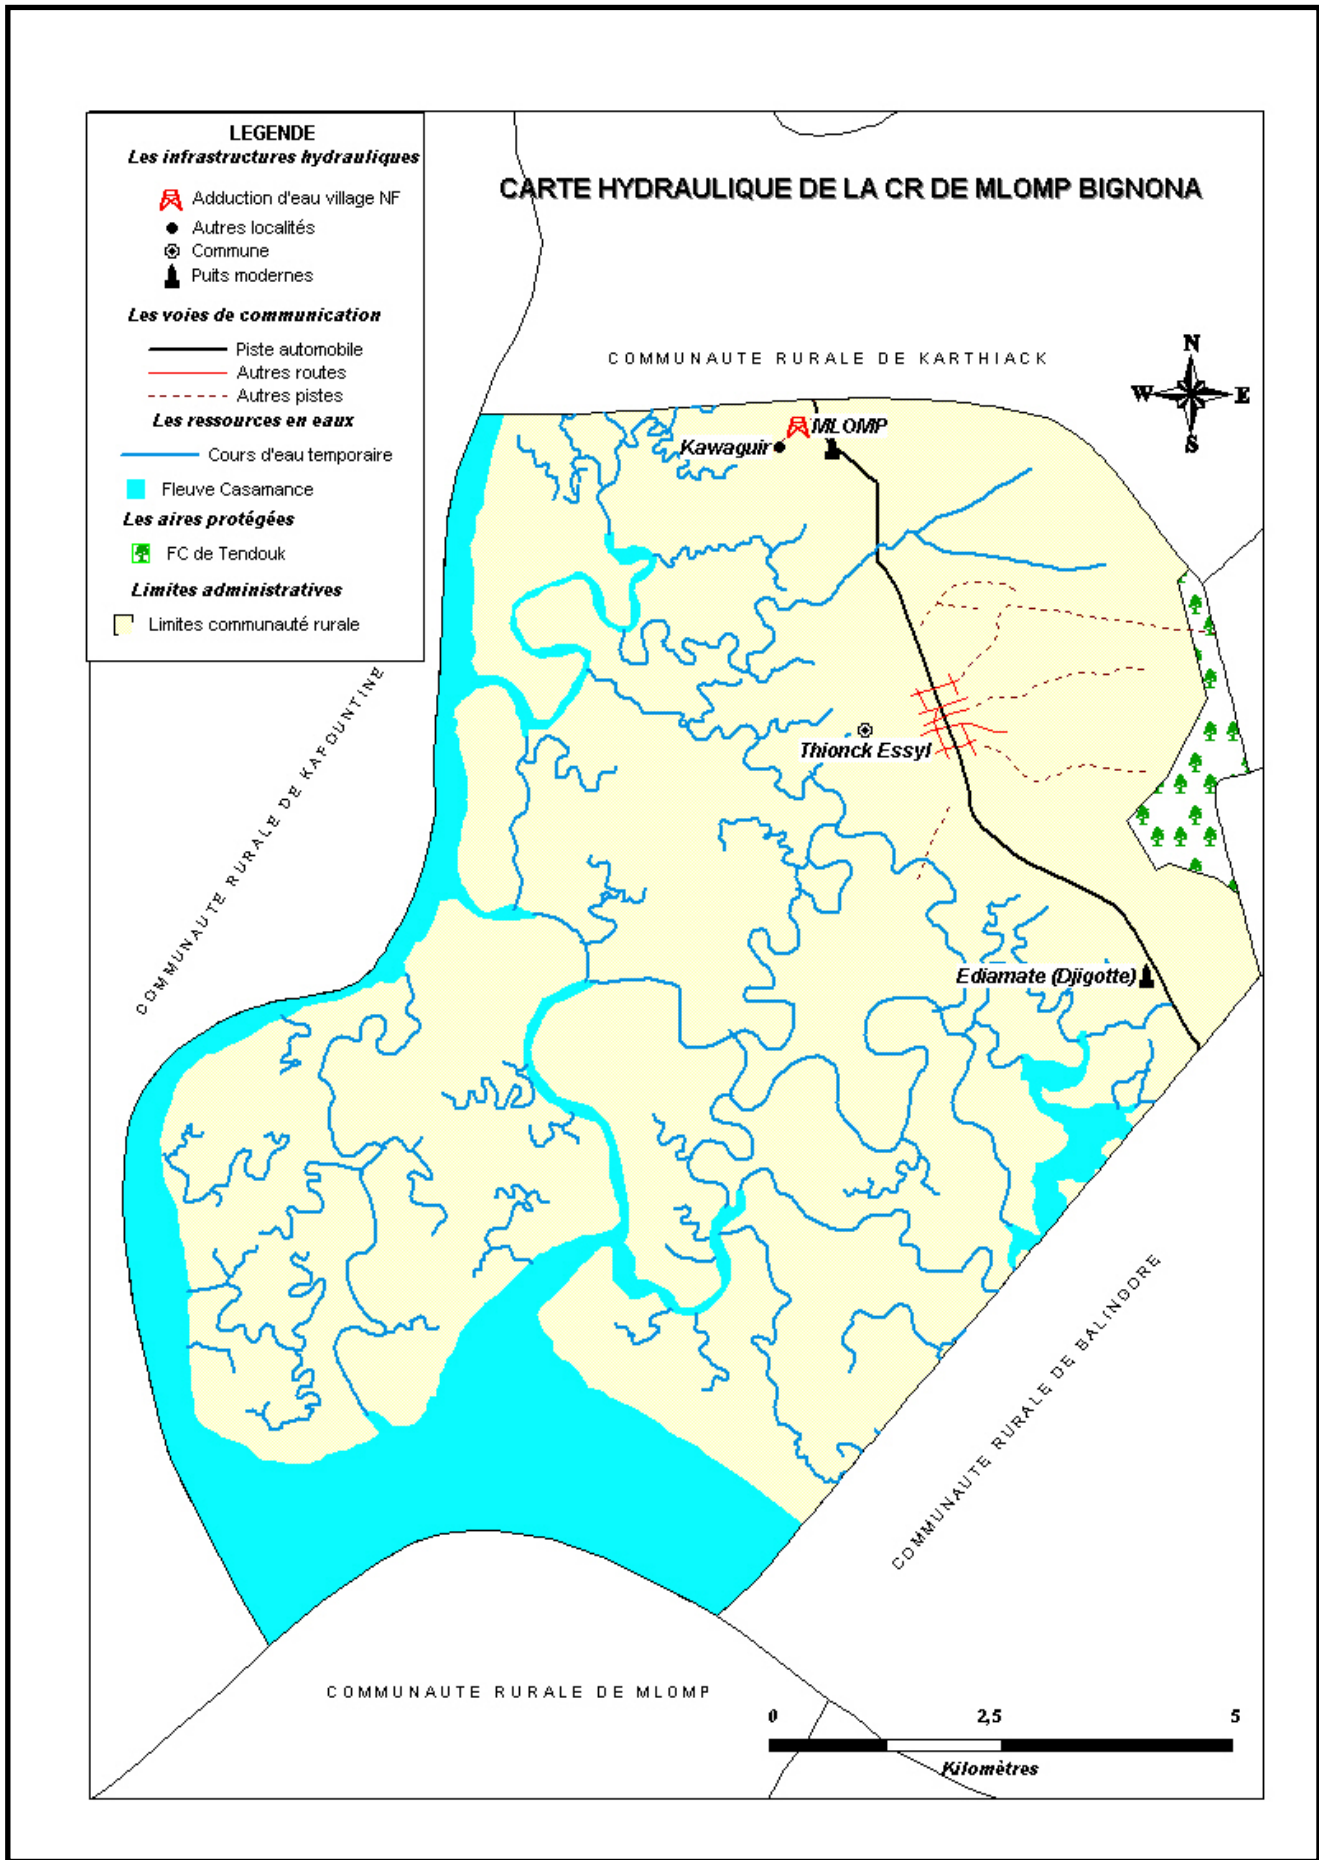 LEGENDE
Les infrastructures hydrauliques
Adduction d'eau village NF
Autres localités
Commune
Puits modernes
Les voies de communication
Piste automobile
Autres routes
Autres pistes
Les ressources en eaux
Cours d'eau temporaire
Fleuve Casamance
Les aires protégées
FC de Tendouk
Limites administratives
Limites communauté rurale
CARTE HYDRAULIQUE DE LA CR DE MLOMP BIGNONA
COMMUNAUTE RURALE DE KARTHIACK
N
W E
S
MLOMP
Kawaguir
COMMUNAUTE RURALE DE KAFOUNTINE
Thionck Essyl
Ediamate (Djigotte)
COMMUNAUTE RURALE DE BALINGORE
COMMUNAUTE RURALE DE MLOMP
0 2,5 5
Kilomètres